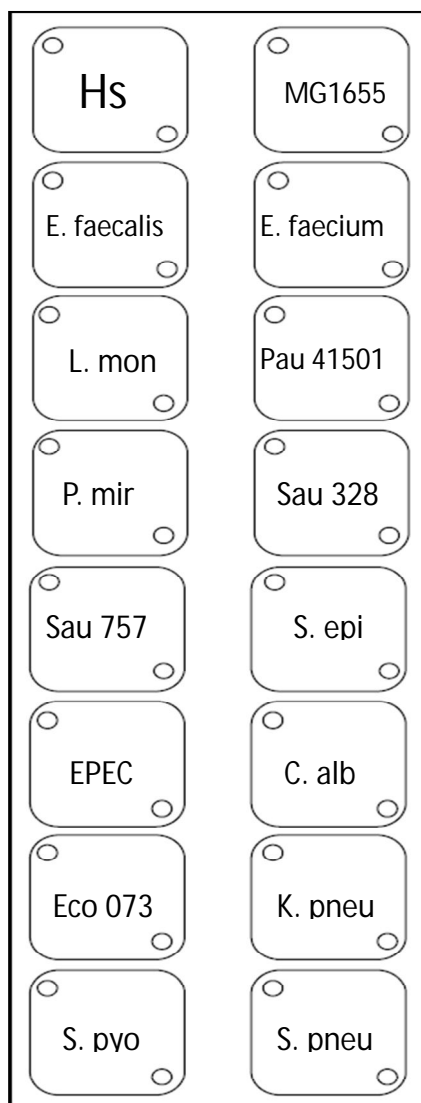 Hs
MG1655
E. faecalis
E. faecium
L. mon
Pau 41501
P. mir
Sau 328
Sau 757
S. epi
EPEC
C. alb
Eco 073
K. pneu
S. pyo
S. pneu